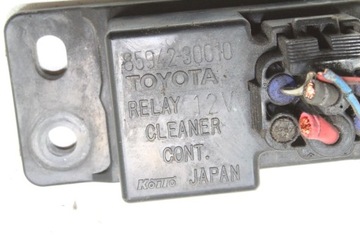 85942-30010
TOYOTA
RELAY 12V
CLEANER
CONT.
JAPAN